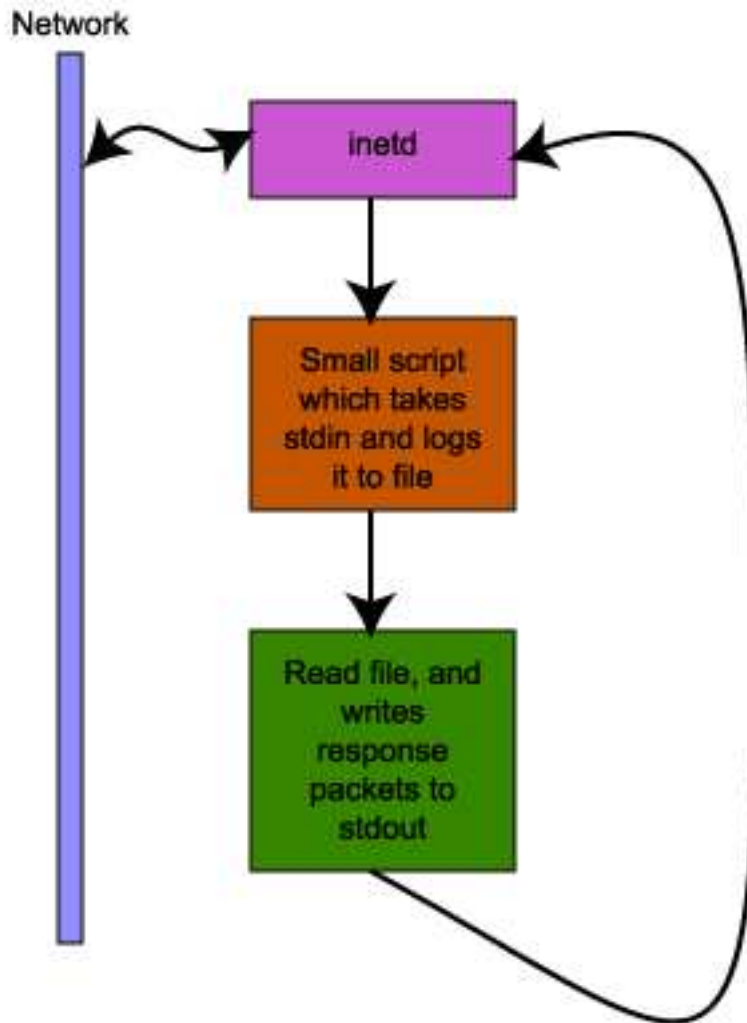 Network
inetd
Small script
which takes
stdin and logs
it to file
Read file, and
writes
response
packets to
stdout